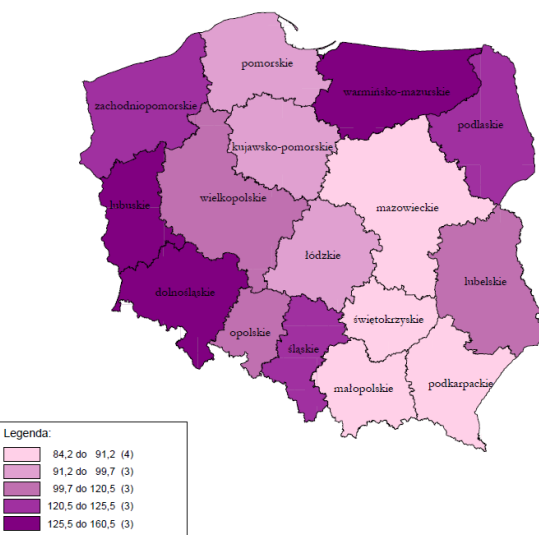 pomorskie
warmińsko-mazurskie
zachodniopomorskie
podlaskie
kujawsko-pomorskie
wielkopolskie
lubuskie
mazowieckie
łódzkie
lubelskie
dolnośląskie
świętokrzyskie
opolskie
śląskie
małopolskie
podkarpackie
Legenda:
84,2 do 91,2 (4)
91,2 do 99,7 (3)
99,7 do 120,5 (3)
120,5 do 125,5 (3)
125,5 do 160,5 (3)